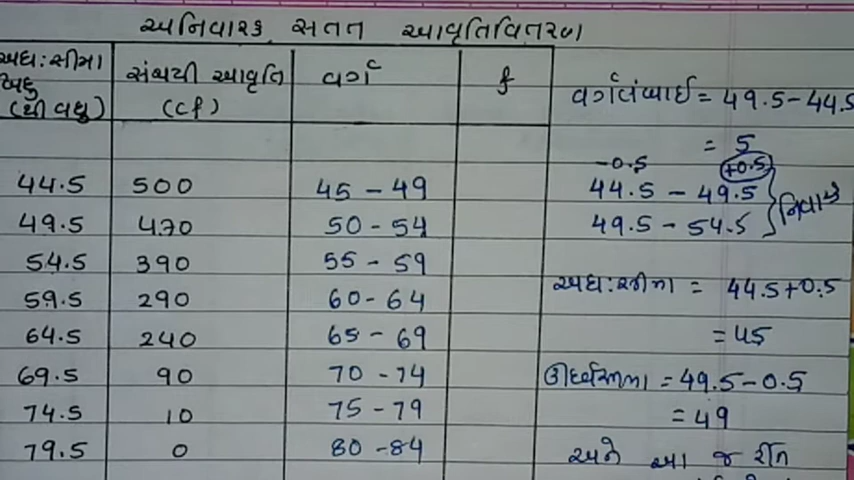 અનિવારક સતત આવૃત્તિવિતરણ
અધ:સીમા સંચયી આવૃતિ વર્ગ f
(થી વધુ) (cf)
44.5 500 45 - 49
49.5 470 50 - 54
54.5 390 55 - 59
59.5 290 60 - 64
64.5 240 65 - 69
69.5 90 70 - 74
74.5 10 75 - 79
79.5 0 80 - 84
વર્ગલંબાઈ = 49.5 - 44.5
= 5
-0.5 +0.5
44.5 - 49.5
49.5 - 54.5
અધ:સીમા = 44.5 + 0.5
= 45
= 49.5 - 0.5
= 49
અને આ જ રીત